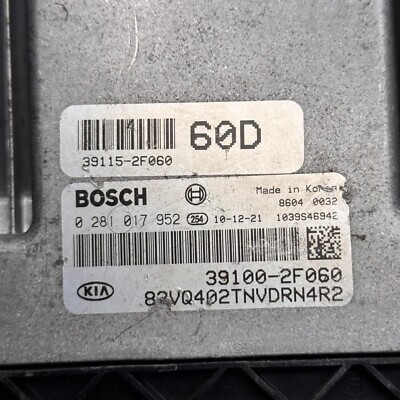 60D
39115-2F060
BOSCH Made in Korea
8604 0032
0 281 017 952 254 10-12-21 1039S46942
39100-2F060
KIA 83VQ402TNVDRN4R2